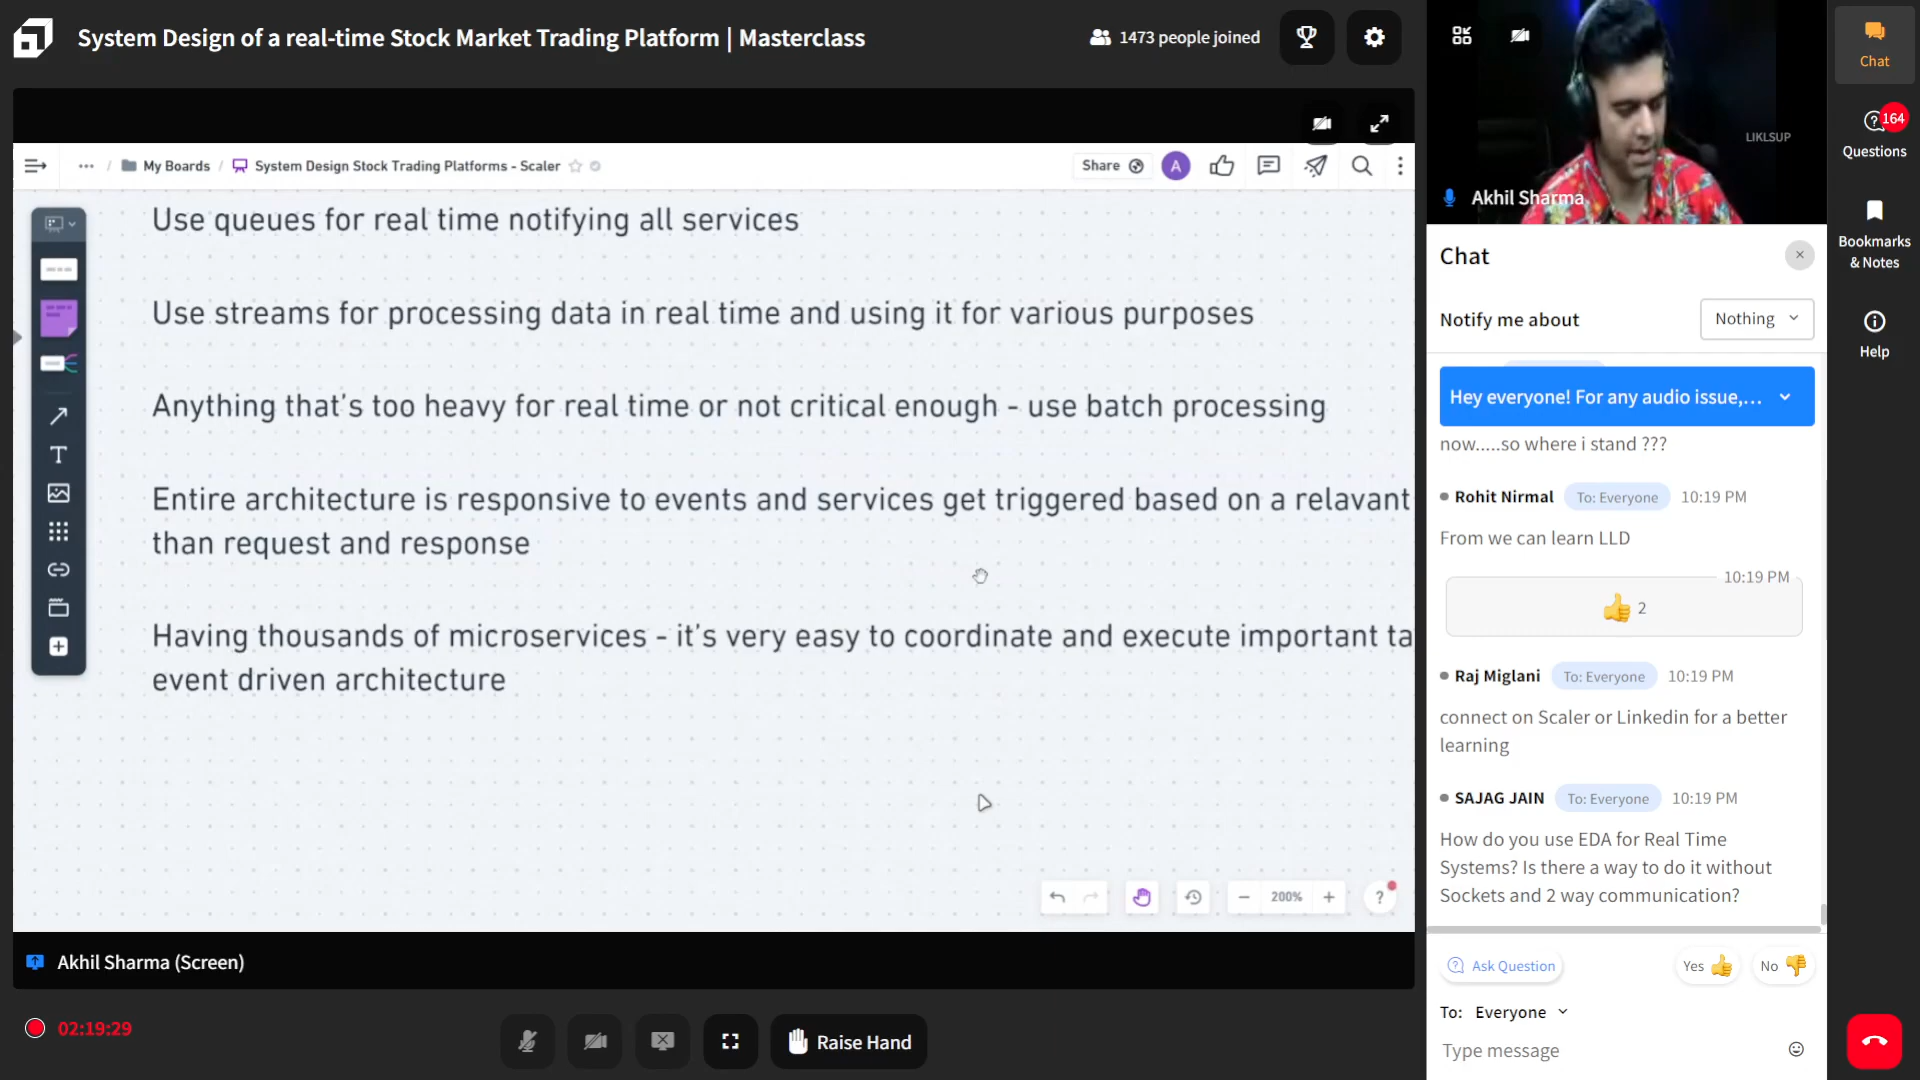 System Design of a real-time Stock Market Trading Platform | Masterclass
1473 people joined
... / My Boards / System Design Stock Trading Platforms - Scaler
Share
A
Use queues for real time notifying all services
Use streams for processing data in real time and using it for various purposes
Anything that's too heavy for real time or not critical enough - use batch processing
Entire architecture is responsive to events and services get triggered based on a relavant
than request and response
Having thousands of microservices - it's very easy to coordinate and execute important ta
event driven architecture
200%
?
Akhil Sharma (Screen)
02:19:29
Raise Hand
LIKLSUP
Akhil Sharma
Chat
Notify me about
Nothing
Hey everyone! For any audio issue,...
now.....so where i stand ???
Rohit Nirmal To: Everyone 10:19 PM
From we can learn LLD
10:19 PM
2
Raj Miglani To: Everyone 10:19 PM
connect on Scaler or Linkedin for a better
learning
SAJAG JAIN To: Everyone 10:19 PM
How do you use EDA for Real Time
Systems? Is there a way to do it without
Sockets and 2 way communication?
Ask Question
Yes
No
To: Everyone
Type message
Chat
164
Questions
Bookmarks
& Notes
Help